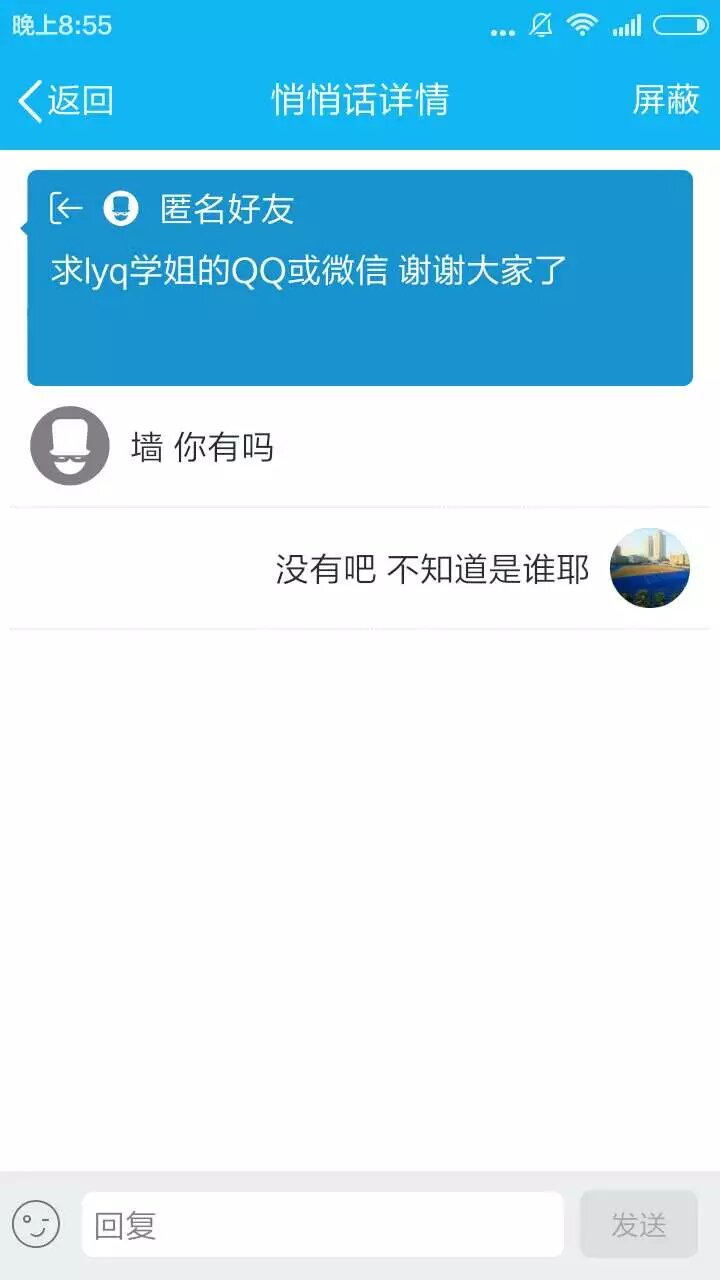 晚上8:55
返回 悄悄话详情 屏蔽
匿名好友
求lyq学姐的QQ或微信 谢谢大家了
墙 你有吗
没有吧 不知道是谁耶
回复 发送